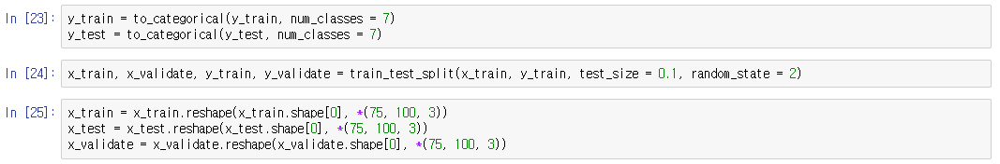 In [23]: y_train = to_categorical(y_train, num_classes = 7)
y_test = to_categorical(y_test, num_classes = 7)
In [24]: x_train, x_validate, y_train, y_validate = train_test_split(x_train, y_train, test_size = 0.1, random_state = 2)
In [25]: x_train = x_train.reshape(x_train.shape[0], *(75, 100, 3))
x_test = x_test.reshape(x_test.shape[0], *(75, 100, 3))
x_validate = x_validate.reshape(x_validate.shape[0], *(75, 100, 3))